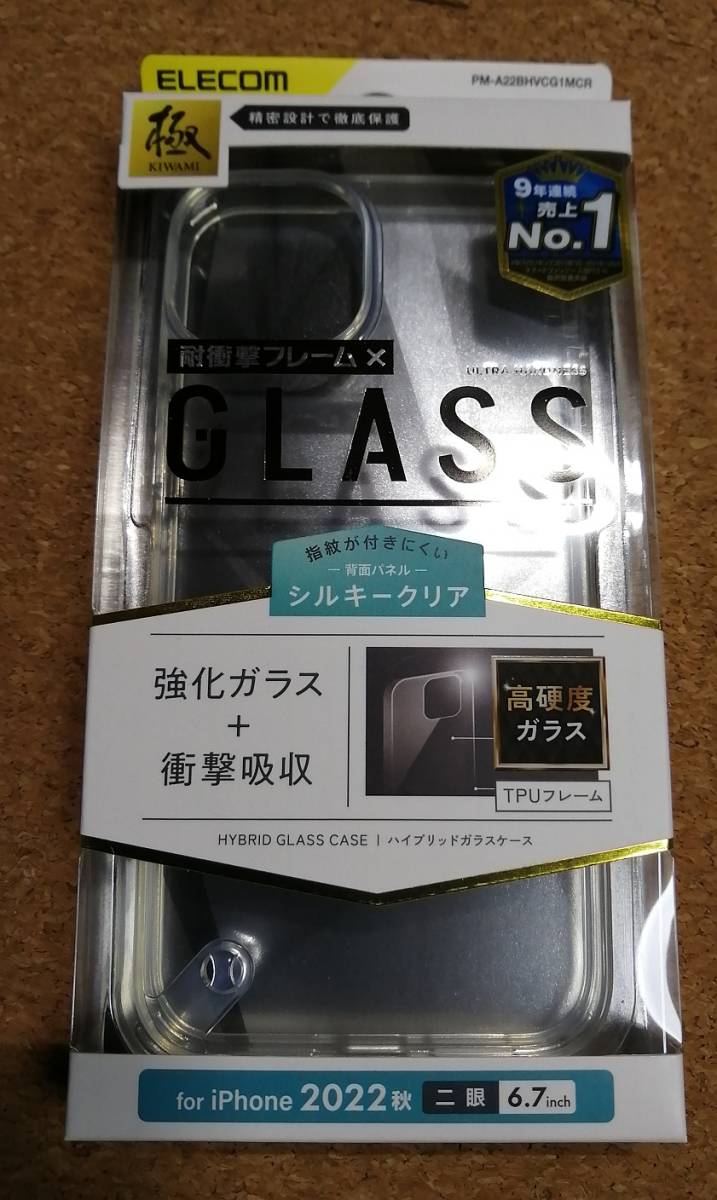 ELECOM
PM-A22BHVCG1MCR
極
KIWAMI
精密設計で徹底保護
9年連続
売上
No.1
耐衝撃フレーム×
GLASS
指紋が付きにくい
背面パネル
シルキークリア
強化ガラス
+
衝撃吸収
高硬度
ガラス
TPUフレーム
HYBRID GLASS CASE | ハイブリッドガラスケース
for iPhone 2022秋 二眼 6.7inch